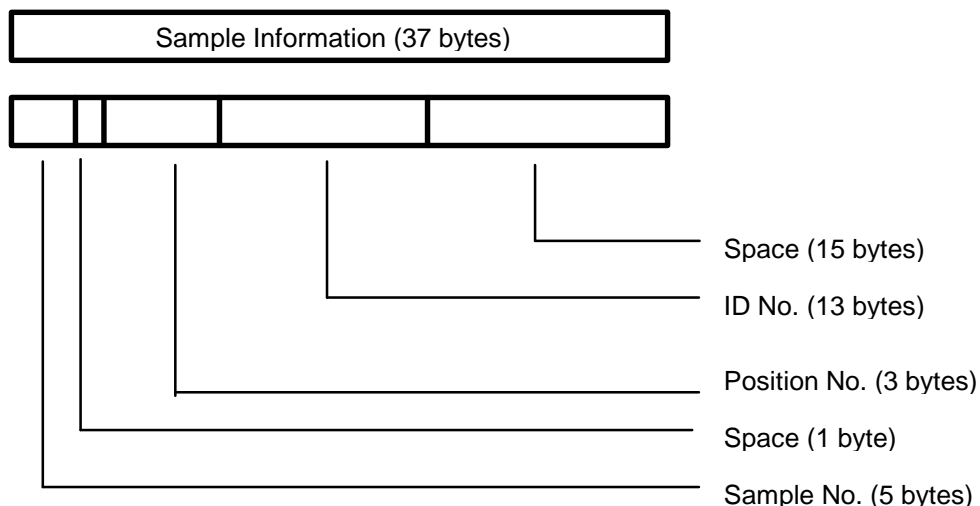 Sample Information (37 bytes)
Space (15 bytes)
ID No. (13 bytes)
Position No. (3 bytes)
Space (1 byte)
Sample No. (5 bytes)